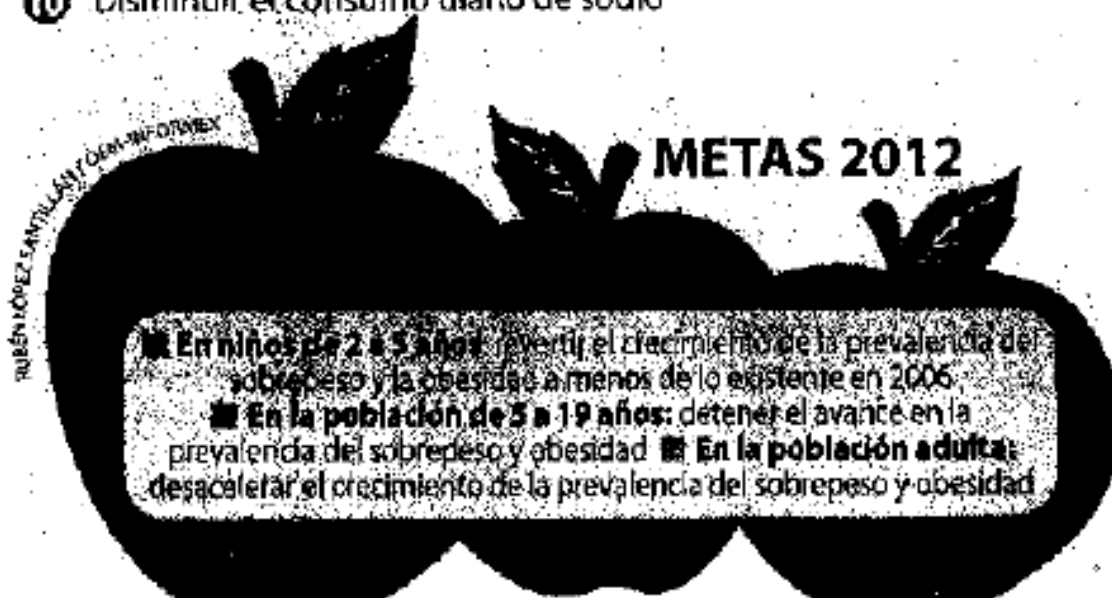 10 Disminuir el consumo diario de sodio
RUBÉN LÓPEZ SANTILLÁN / OEM-INFORMEX
METAS 2012
■ En niños de 2 a 5 años: revertir el crecimiento de la prevalencia del
sobrepeso y la obesidad a menos de lo existente en 2006
■ En la población de 5 a 19 años: detener el avance en la
prevalencia del sobrepeso y obesidad ■ En la población adulta:
desacelerar el crecimiento de la prevalencia del sobrepeso y obesidad